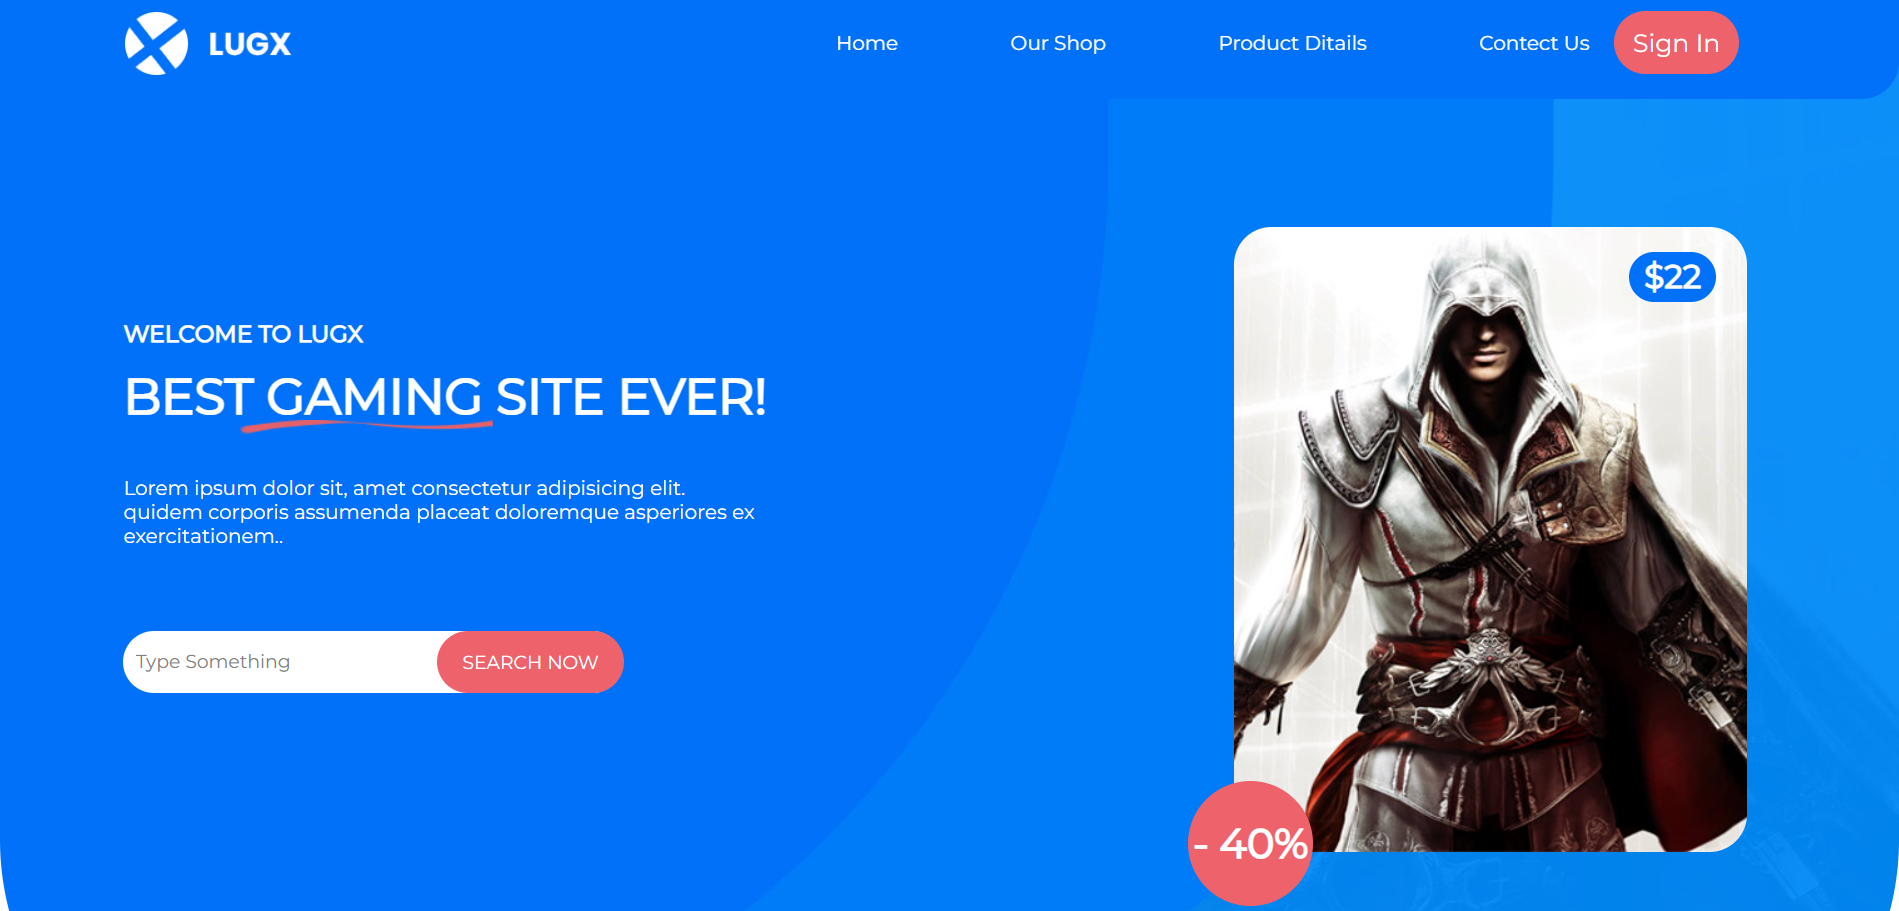 LUGX
Home
Our Shop
Product Ditails
Contect Us
Sign In
$22
WELCOME TO LUGX
BEST GAMING SITE EVER!
Lorem ipsum dolor sit, amet consectetur adipisicing elit.
quidem corporis assumenda placeat doloremque asperiores ex
exercitationem..
Type Something
SEARCH NOW
- 40%